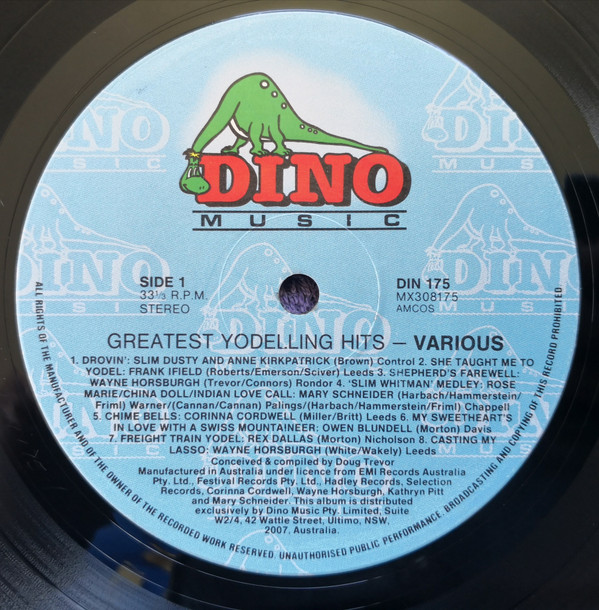 DINO
MUSIC
SIDE 1
33⅓ R.P.M.
STEREO
DIN 175
MX308175
AMCOS
GREATEST YODELLING HITS – VARIOUS
1. DROVIN': SLIM DUSTY AND ANNE KIRKPATRICK (Brown) Control 2. SHE TAUGHT ME TO
YODEL: FRANK IFIELD (Roberts/Emerson/Sciver) Leeds 3. SHEPHERD'S FAREWELL:
WAYNE HORSBURGH (Trevor/Connors) Rondor 4. 'SLIM WHITMAN' MEDLEY: ROSE
MARIE/CHINA DOLL/INDIAN LOVE CALL: MARY SCHNEIDER (Harbach/Hammerstein/
Friml) Warner/(Cannan/Cannan) Palings/(Harbach/Hammerstein/Friml) Chappell
5. CHIME BELLS: CORINNA CORDWELL (Miller/Britt) Leeds 6. MY SWEETHEART'S
IN LOVE WITH A SWISS MOUNTAINEER: OWEN BLUNDELL (Morton) Davis
7. FREIGHT TRAIN YODEL: REX DALLAS (Morton) Nicholson 8. CASTING MY
LASSO: WAYNE HORSBURGH (White/Wakely) Leeds
Conceived & compiled by Doug Trevor
Manufactured in Australia under licence from EMI Records Australia
Pty. Ltd., Festival Records Pty. Ltd., Hadley Records, Selection
Records, Corinna Cordwell, Wayne Horsburgh, Kathryn Pitt
and Mary Schneider. This album is distributed
exclusively by Dino Music Pty. Limited, Suite
W2/4, 42 Wattle Street, Ultimo, NSW,
2007. Australia.
ALL RIGHTS OF THE MANUFACTURER AND OF THE OWNER OF THE RECORDED WORK RESERVED. UNAUTHORISED PUBLIC PERFORMANCE, BROADCASTING AND COPYING OF THIS RECORD PROHIBITED
DINO
MUSIC
DINO
MUSIC
DINO
MUSIC
DINO
MUSIC